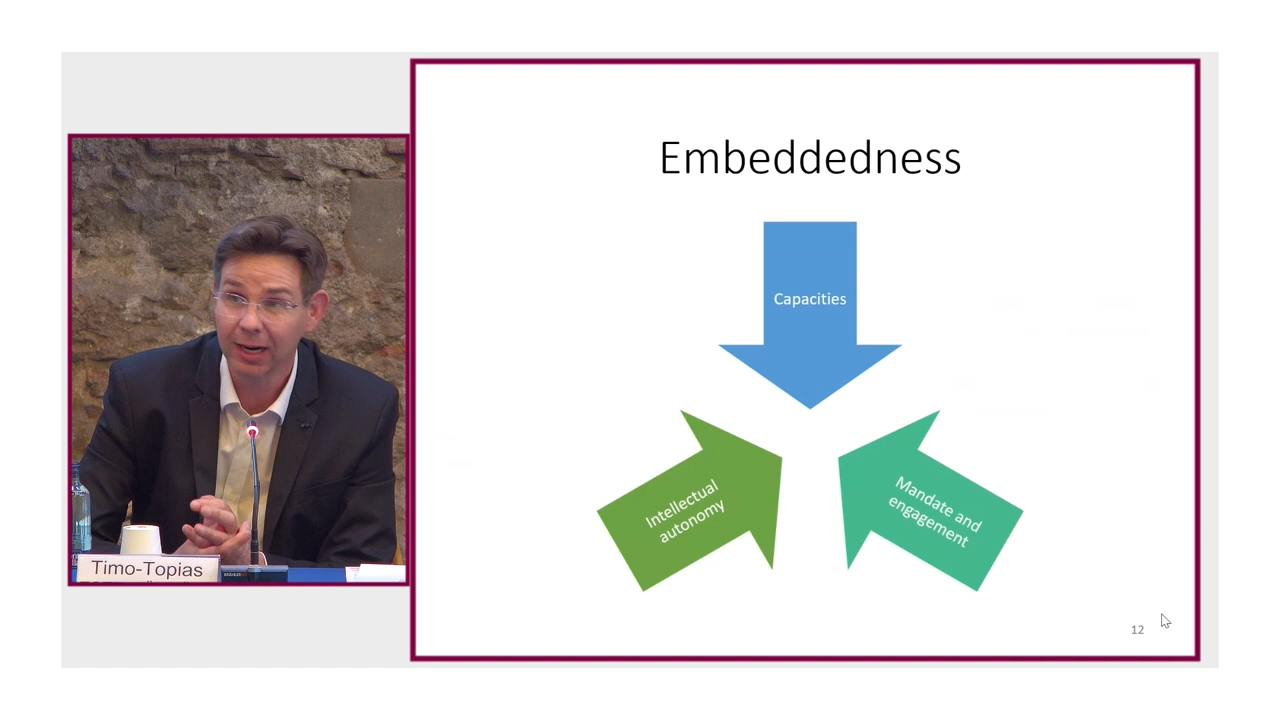 Embeddedness
Capacities
Intellectual
autonomy
Mandate and
engagement
12
Timo-Topias